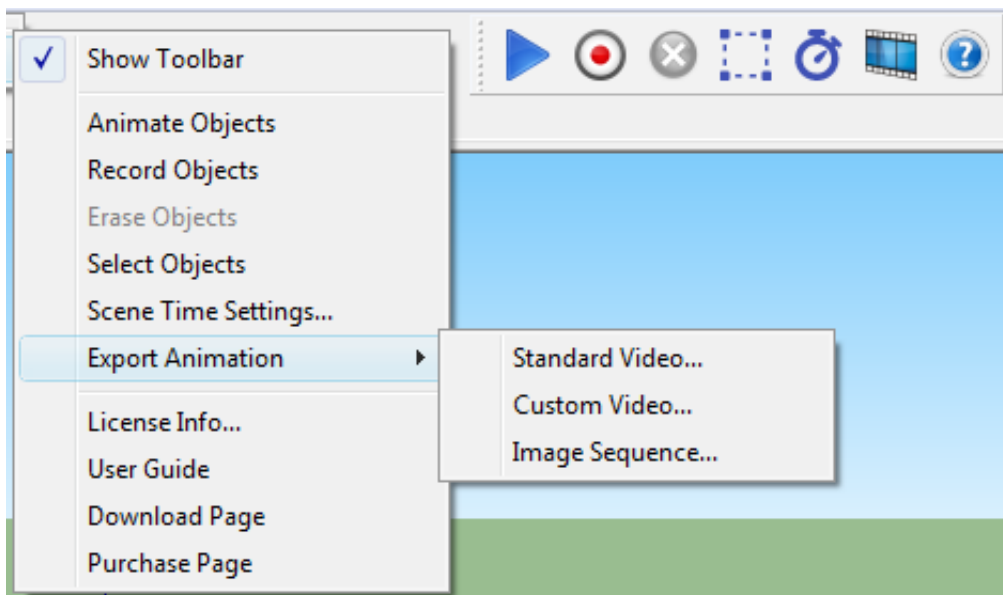 Show Toolbar
Animate Objects
Record Objects
Erase Objects
Select Objects
Scene Time Settings...
Export Animation
Standard Video...
Custom Video...
Image Sequence...
License Info...
User Guide
Download Page
Purchase Page